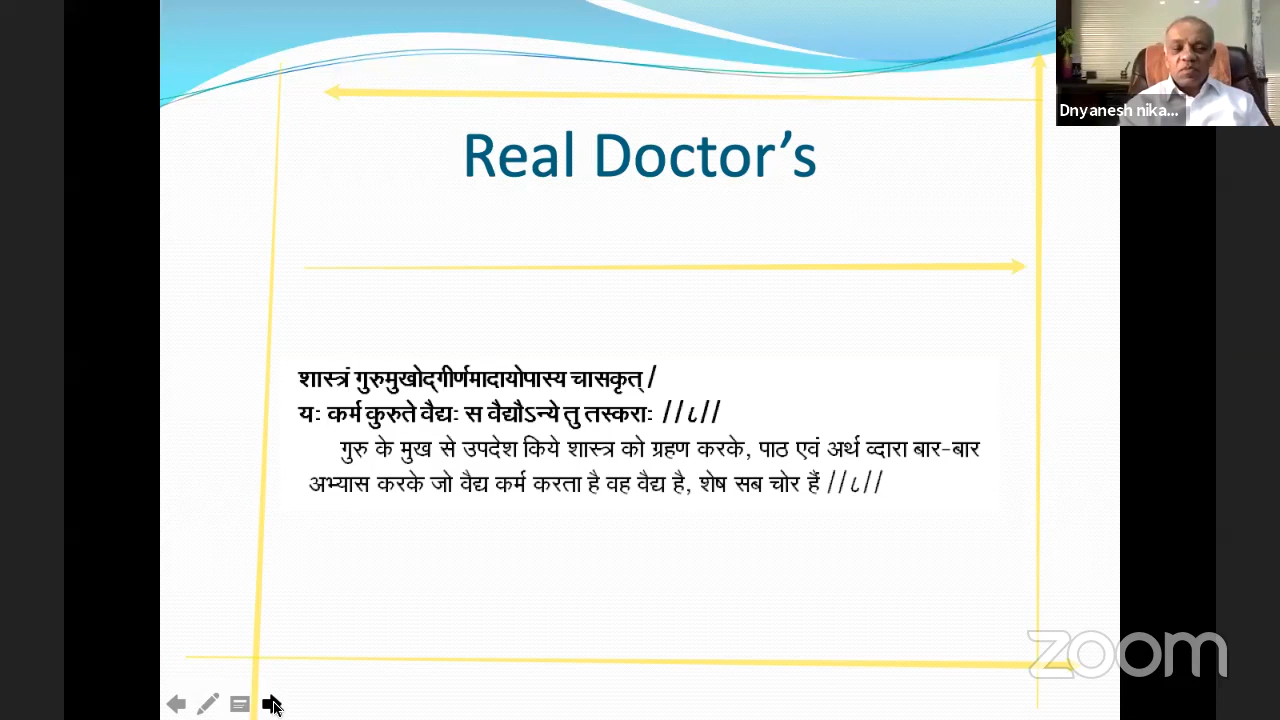 Dnyanesh nika...
Real Doctor’s
शास्त्रं गुरुमुखोद्गीर्णमादायोपास्य चासकृत् /
यः कर्म कुरुते वैद्यः स वैद्यौऽन्ये तु तस्कराः //८//
गुरु के मुख से उपदेश किये शास्त्र को ग्रहण करके, पाठ एवं अर्थ व्दारा बार-बार
अभ्यास करके जो वैद्य कर्म करता है वह वैद्य है, शेष सब चोर हैं //८//
zoom